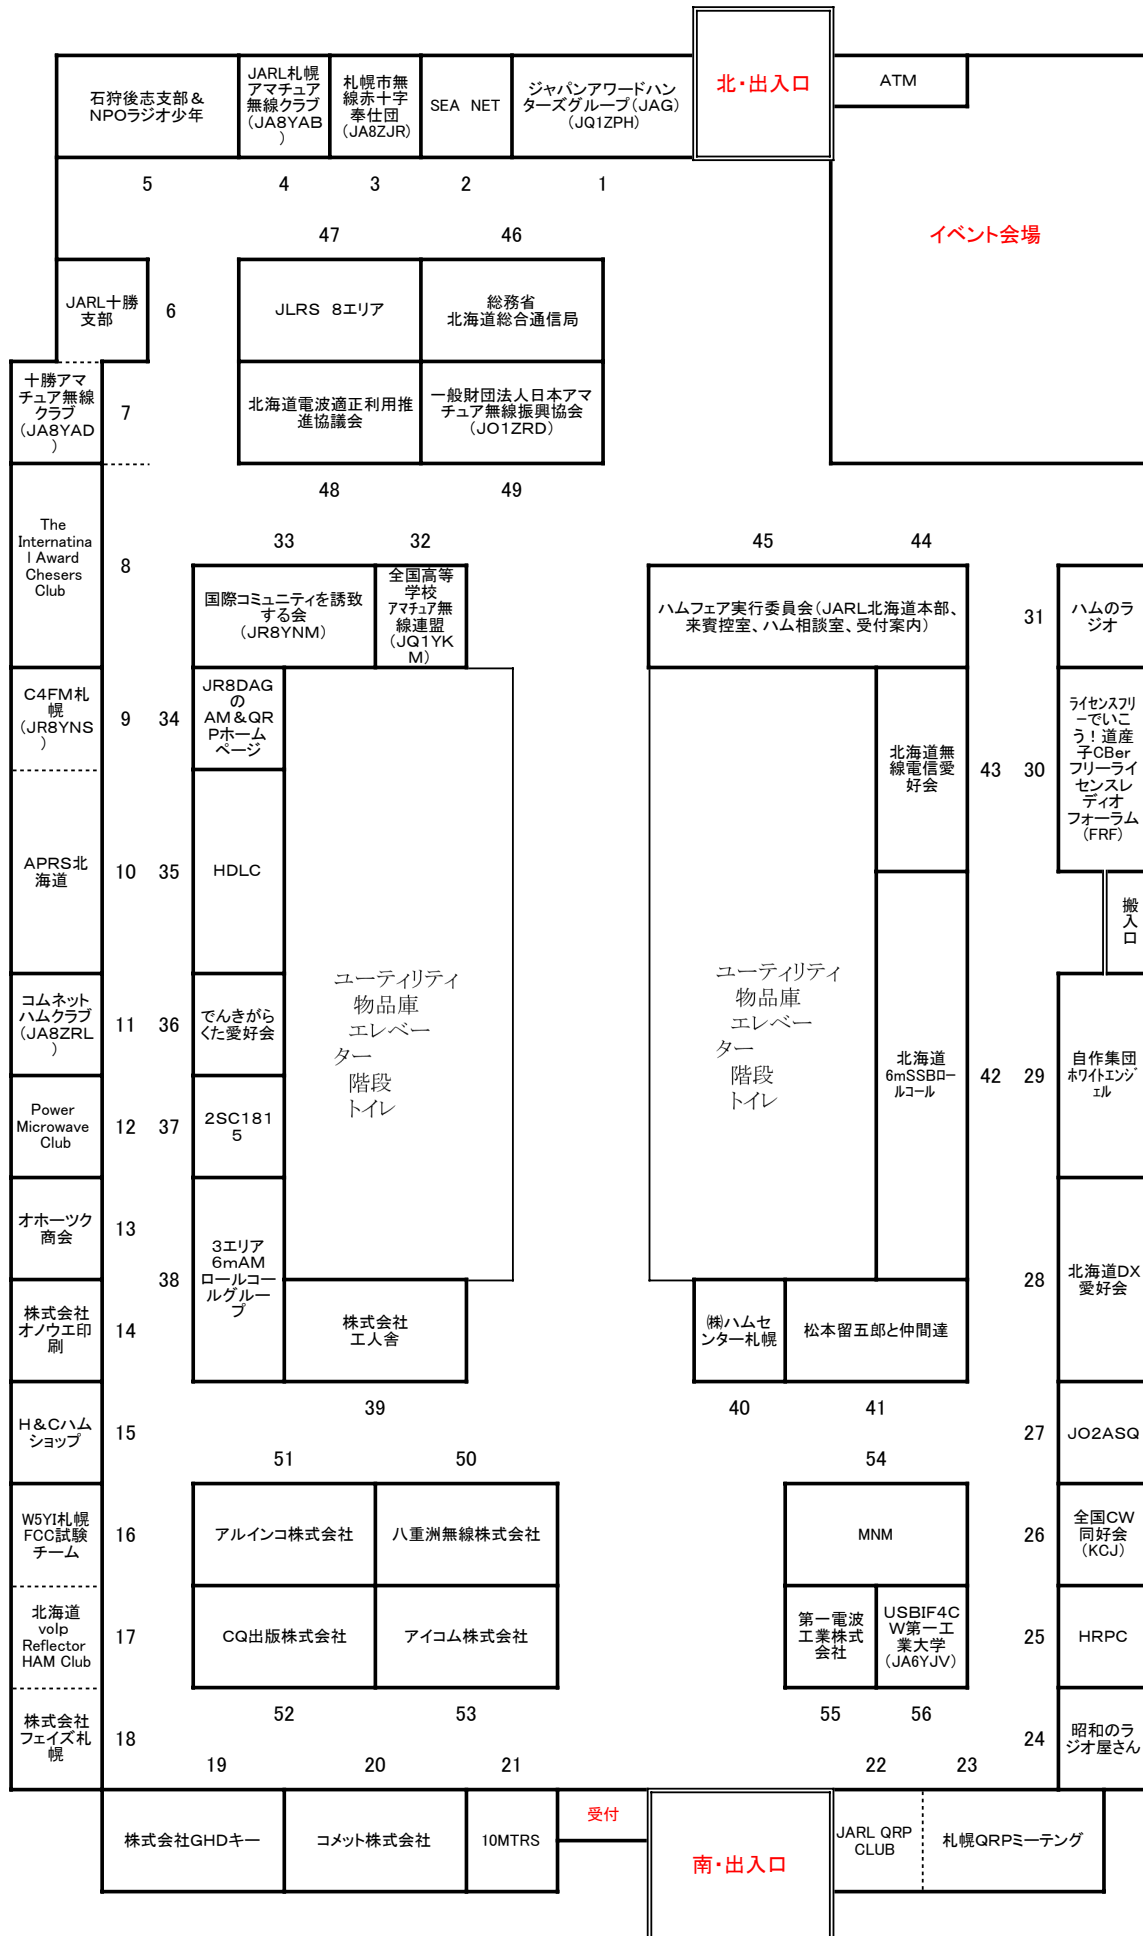 北・出入口
ATM
石狩後志支部＆
NPOラジオ少年
JARL札幌
アマチュア
無線クラブ
(JA8YAB
)
札幌市無
線赤十字
奉仕団
(JA8ZJR)
SEA NET
ジャパンアワードハン
ターズグループ(JAG)
(JQ1ZPH)
5
4
3
2
1
イベント会場
47
46
JARL十勝
支部
6
JLRS 8エリア
総務省
北海道総合通信局
十勝アマ
チュア無線
クラブ
(JA8YAD
)
7
北海道電波適正利用推
進協議会
一般財団法人日本アマ
チュア無線振興協会
(JO1ZRD)
48
49
The
Internatina
l Award
Chesers
Club
8
33
32
45
44
国際コミュニティを誘致
する会
(JR8YNM)
全国高等
学校
アマチュア無
線連盟
(JQ1YK
M)
ハムフェア実行委員会(JARL北海道本部、
来賓控室、ハム相談室、受付案内)
31
ハムのラ
ジオ
C4FM札
幌
(JR8YNS
)
9
34
JR8DAG
の
AM＆QR
Pホーム
ページ
北海道無
線電信愛
好会
43
30
ライセンスフリ
ーでいこ
う！道産
子CBer
フリーライ
センスレ
ディオ
フォーラム
(FRF)
APRS北
海道
10
35
HDLC
搬
入
口
ユーティリティ
物品庫
エレベー
ター
階段
トイレ
ユーティリティ
物品庫
エレベー
ター
階段
トイレ
コムネット
ハムクラブ
(JA8ZRL
)
11
36
でんきがら
くた愛好会
北海道
6mSSBロー
ルコール
42
29
自作集団
ホワイトエンジ
ェル
Power
Microwave
Club
12
37
2SC181
5
オホーツク
商会
13
38
3エリア
6mAM
ロールコー
ルグルー
プ
28
北海道DX
愛好会
株式会社
オノウエ印
刷
14
株式会社
工人舎
㈱ハムセ
ンター札幌
松本留五郎と仲間達
H＆Cハム
ショップ
15
39
40
41
27
JO2ASQ
51
50
54
W5YI札幌
FCC試験
チーム
16
アルインコ株式会社
八重洲無線株式会社
MNM
26
全国CW
同好会
(KCJ)
北海道
voIp
Reflector
HAM Club
17
CQ出版株式会社
アイコム株式会社
第一電波
工業株式
会社
USBIF4C
W第一工
業大学
(JA6YJV)
25
HRPC
株式会社
フェイズ札
幌
18
52
53
55
56
24
昭和のラ
ジオ屋さん
19
20
21
22
23
株式会社GHDキー
コメット株式会社
10MTRS
受付
南・出入口
JARL QRP
CLUB
札幌QRPミーテング